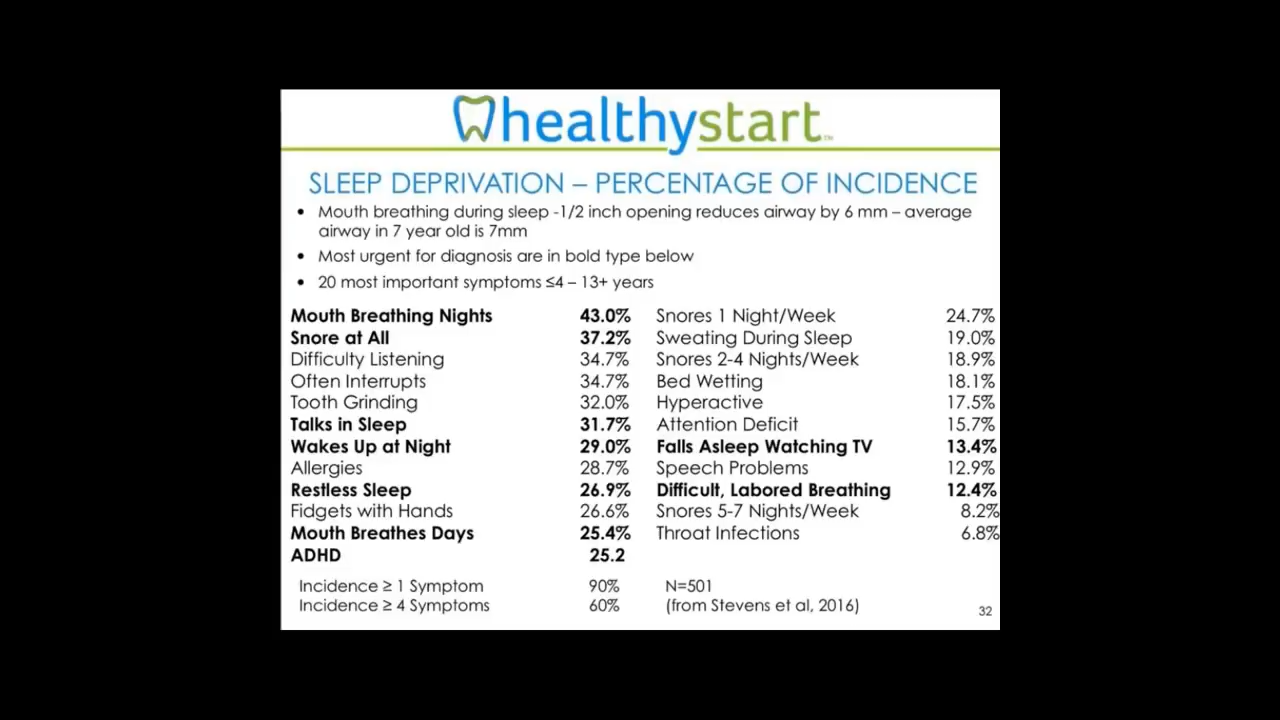 healthystart™
SLEEP DEPRIVATION – PERCENTAGE OF INCIDENCE
• Mouth breathing during sleep -1/2 inch opening reduces airway by 6 mm – average
airway in 7 year old is 7mm
• Most urgent for diagnosis are in bold type below
• 20 most important symptoms ≤4 – 13+ years
Mouth Breathing Nights 43.0% Snores 1 Night/Week 24.7%
Snore at All 37.2% Sweating During Sleep 19.0%
Difficulty Listening 34.7% Snores 2-4 Nights/Week 18.9%
Often Interrupts 34.7% Bed Wetting 18.1%
Tooth Grinding 32.0% Hyperactive 17.5%
Talks in Sleep 31.7% Attention Deficit 15.7%
Wakes Up at Night 29.0% Falls Asleep Watching TV 13.4%
Allergies 28.7% Speech Problems 12.9%
Restless Sleep 26.9% Difficult, Labored Breathing 12.4%
Fidgets with Hands 26.6% Snores 5-7 Nights/Week 8.2%
Mouth Breathes Days 25.4% Throat Infections 6.8%
ADHD 25.2
Incidence ≥ 1 Symptom 90% N=501
Incidence ≥ 4 Symptoms 60% (from Stevens et al, 2016)
32